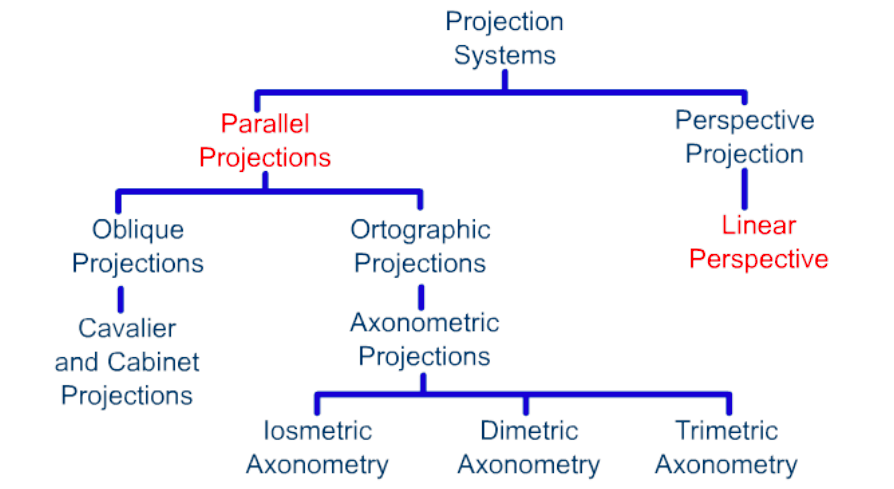 Projection
Systems
Parallel
Projections
Perspective
Projection
Oblique
Projections
Ortographic
Projections
Linear
Perspective
Cavalier
and Cabinet
Projections
Axonometric
Projections
Iosmetric
Axonometry
Dimetric
Axonometry
Trimetric
Axonometry